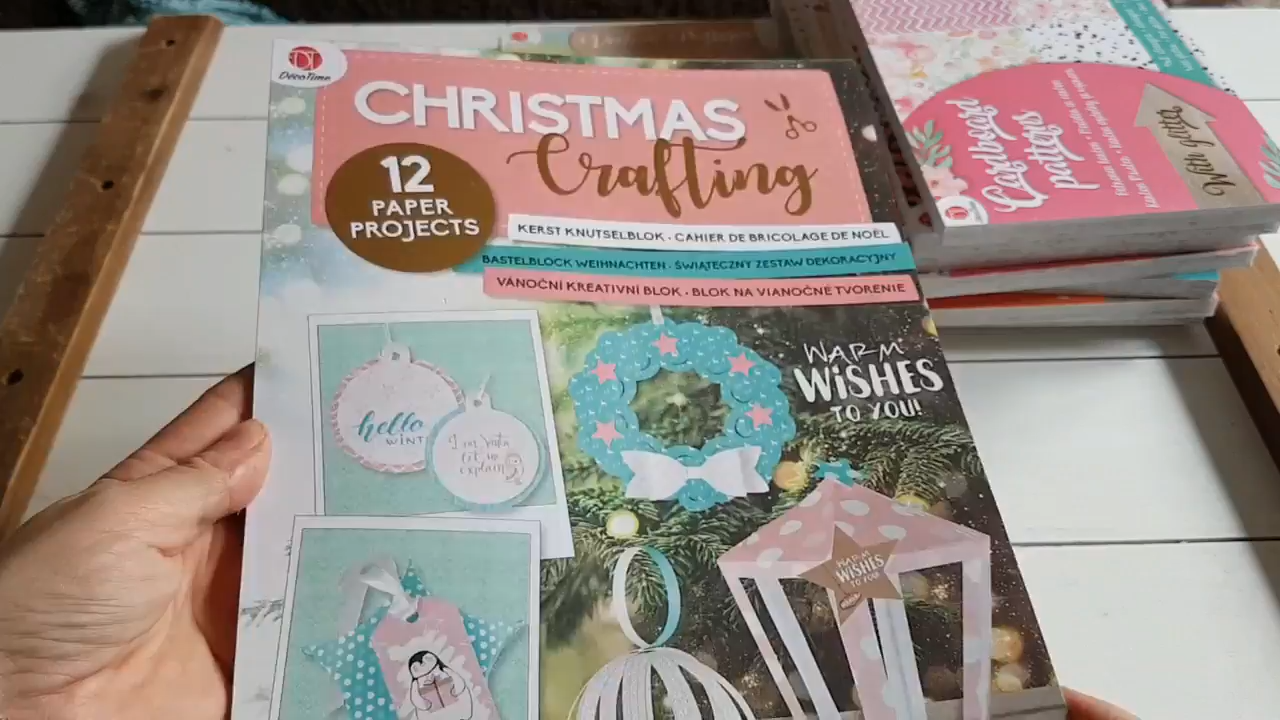 DécoTime
CHRISTMAS
Crafting
12
PAPER
PROJECTS
KERST KNUTSELBLOK • CAHIER DE BRICOLAGE DE NOËL
BASTELBLOCK WEIHNACHTEN • ŚWIĄTECZNY ZESTAW DEKORACYJNY
VÁNOČNÍ KREATIVNÍ BLOK • BLOK NA VIANOČNÉ TVORENIE
WARM
WISHES
TO YOU!
hello
WINT
explain
WARM
WISHES
TO YOU!
Cardboard
patterns
With glitter